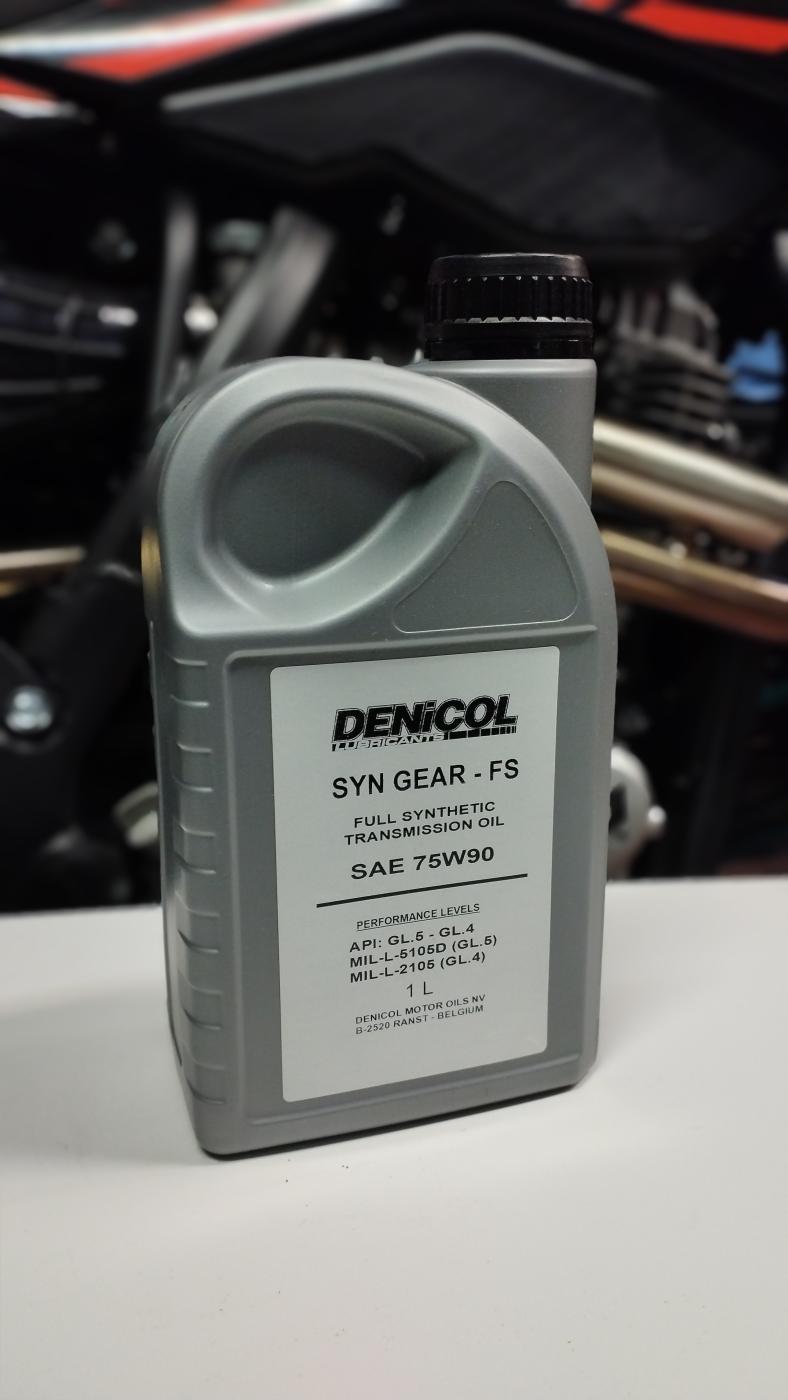 DENiCOL
LUBRICANTS
SYN GEAR - FS
FULL SYNTHETIC
TRANSMISSION OIL
SAE 75W90
PERFORMANCE LEVELS
API: GL.5 - GL.4
MIL-L-5105D (GL.5)
MIL-L-2105 (GL.4)
1 L
DENICOL MOTOR OILS NV
B-2520 RANST - BELGIUM